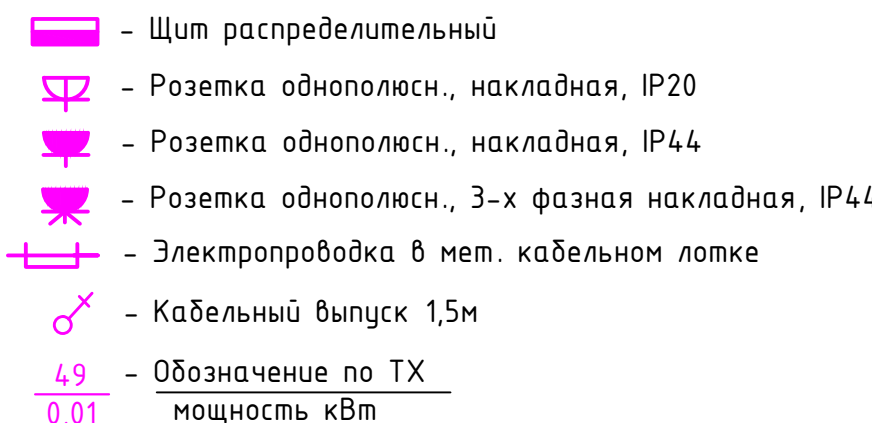 - Щит распределительный
- Розетка однополюсн., накладная, IP20
- Розетка однополюсн., накладная, IP44
- Розетка однополюсн., 3-х фазная накладная, IP44
- Электропроводка в мет. кабельном лотке
- Кабельный выпуск 1,5м
49 - Обозначение по ТХ
0.01 мощность кВт